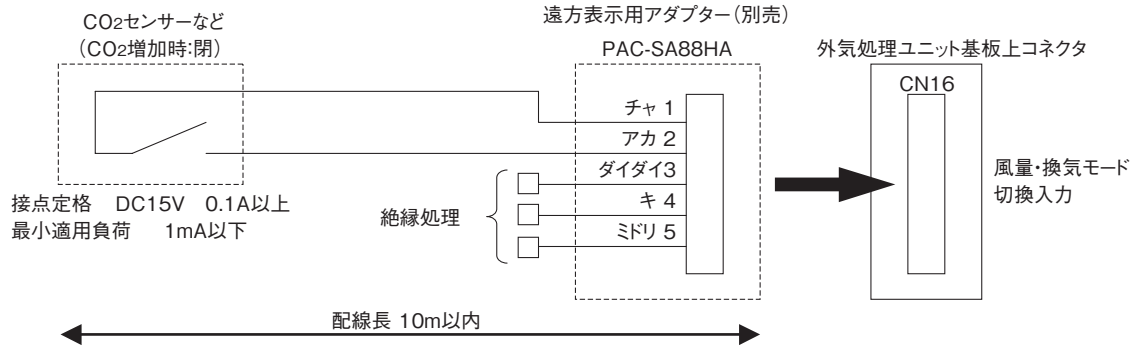 CO2センサーなど
（CO2増加時:閉）
遠方表示用アダプター（別売）
PAC-SA88HA
外気処理ユニット基板上コネクタ
CN16
チャ 1
アカ 2
ダイダイ3
キ 4
ミドリ 5
絶縁処理
風量・換気モード
切換入力
接点定格　DC15V　0.1A以上
最小適用負荷　1mA以下
配線長 10m以内